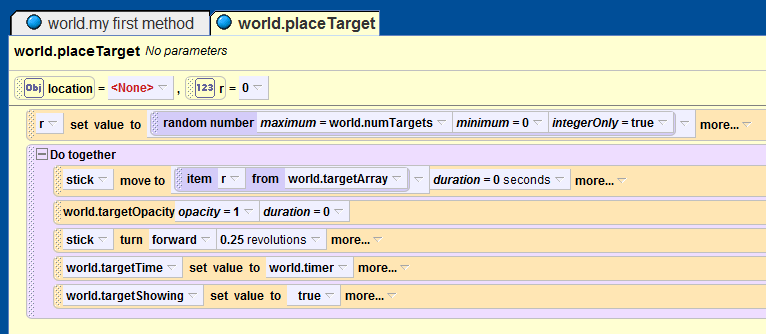 world.my first method world.placeTarget
world.placeTarget No parameters
Obj location = <None> , 123 r = 0
r set value to random number maximum = world.numTargets minimum = 0 integerOnly = true more...
Do together
stick move to item r from world.targetArray duration = 0 seconds more...
world.targetOpacity opacity = 1 duration = 0
stick turn forward 0.25 revolutions more...
world.targetTime set value to world.timer more...
world.targetShowing set value to true more...